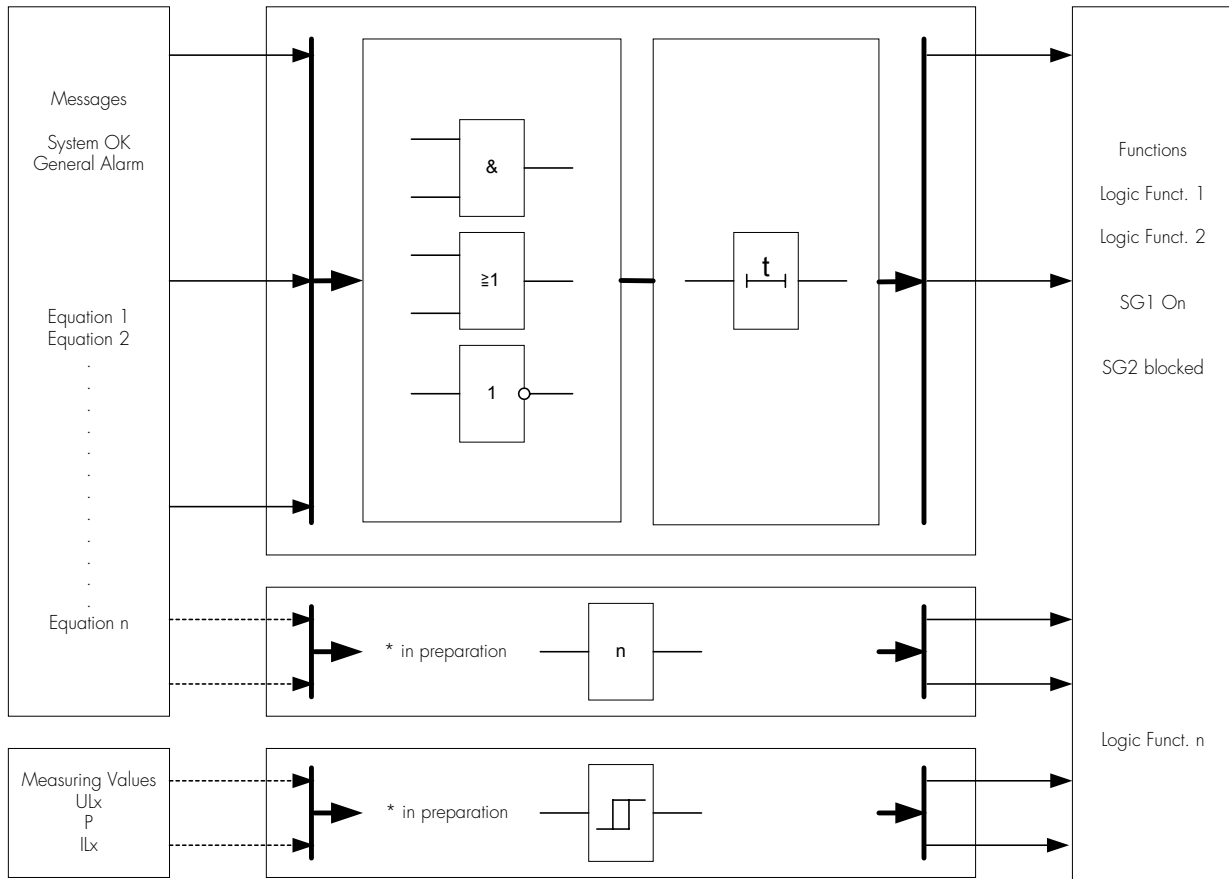 Messages
System OK
General Alarm
Equation 1
Equation 2
.
.
.
.
.
.
.
.
.
.
.
.
Equation n
Measuring Values
ULx
P
ILx
&
≧1
1
t
* in preparation
n
* in preparation
Functions
Logic Funct. 1
Logic Funct. 2
SG1 On
SG2 blocked
Logic Funct. n